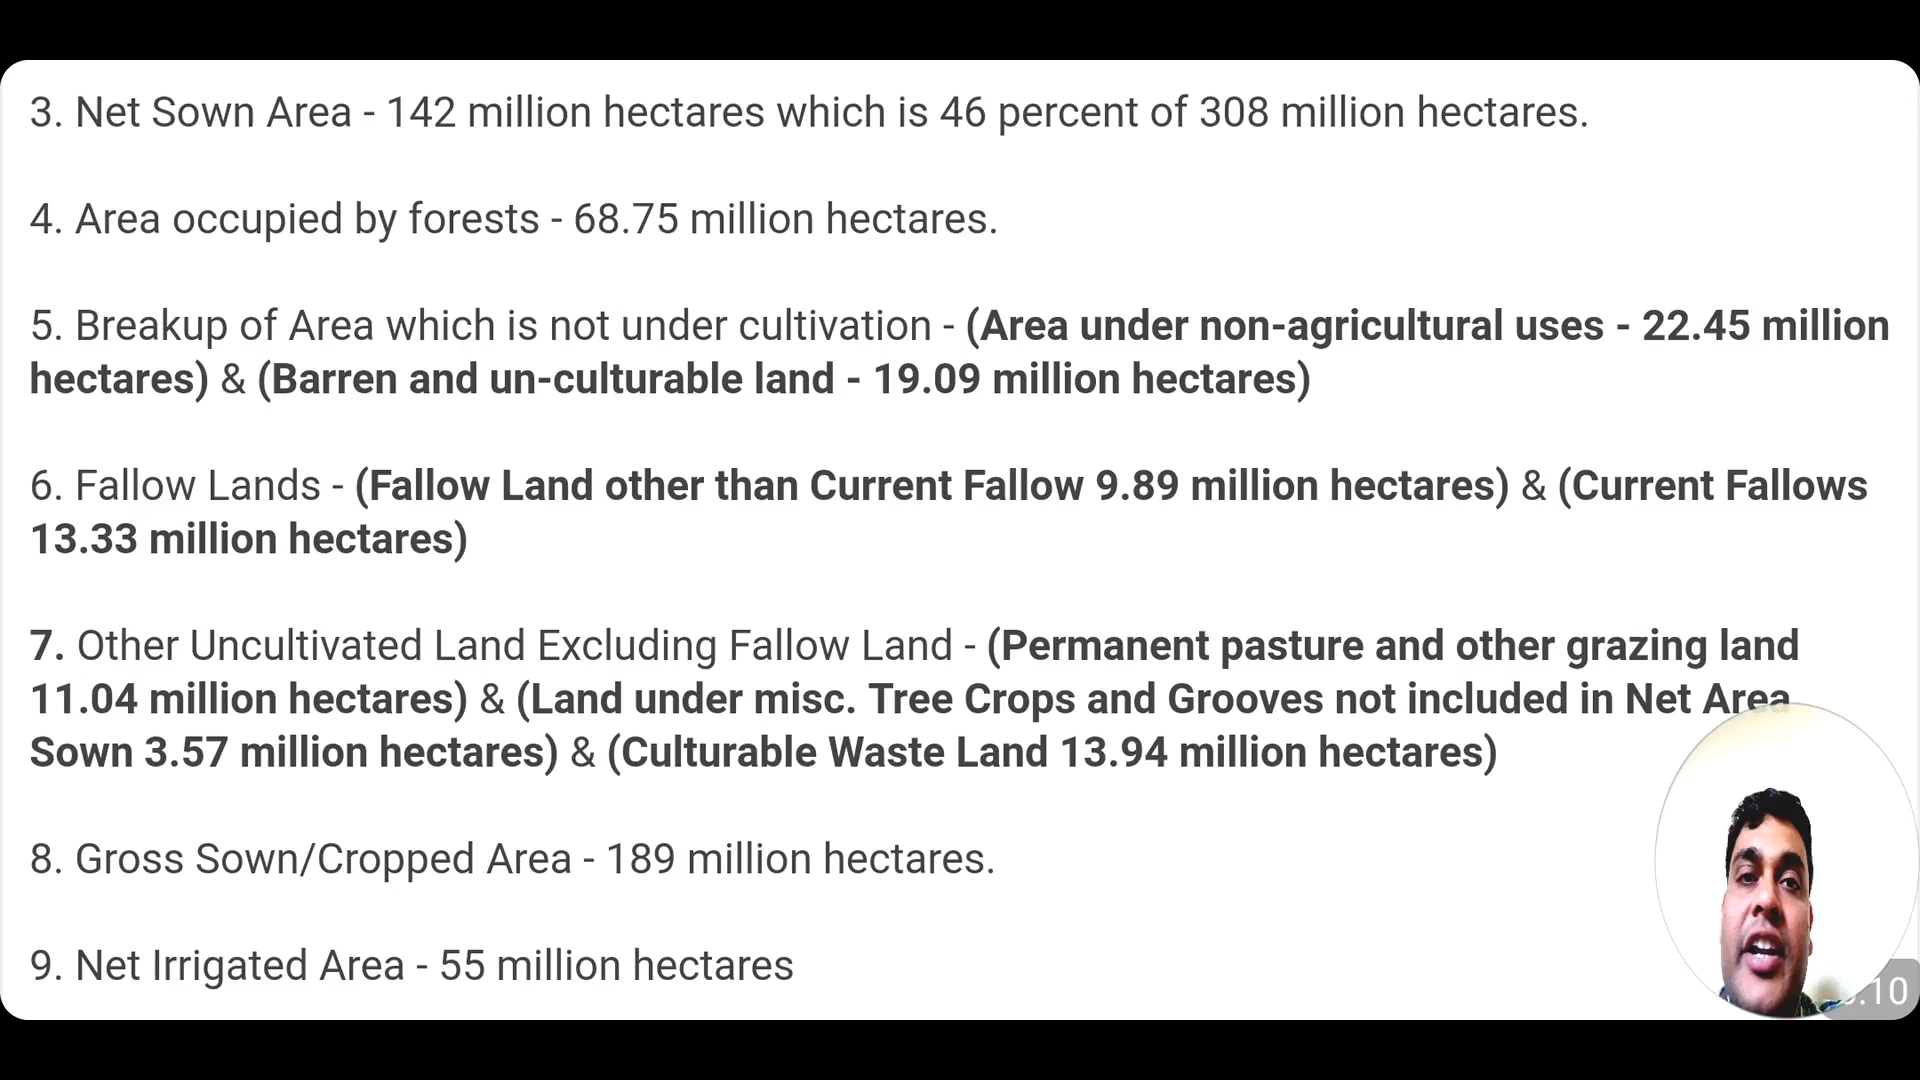 3. Net Sown Area - 142 million hectares which is 46 percent of 308 million hectares.
4. Area occupied by forests - 68.75 million hectares.
5. Breakup of Area which is not under cultivation - (Area under non-agricultural uses - 22.45 million
hectares) & (Barren and un-culturable land - 19.09 million hectares)
6. Fallow Lands - (Fallow Land other than Current Fallow 9.89 million hectares) & (Current Fallows
13.33 million hectares)
7. Other Uncultivated Land Excluding Fallow Land - (Permanent pasture and other grazing land
11.04 million hectares) & (Land under misc. Tree Crops and Grooves not included in Net Area
Sown 3.57 million hectares) & (Culturable Waste Land 13.94 million hectares)
8. Gross Sown/Cropped Area - 189 million hectares.
9. Net Irrigated Area - 55 million hectares